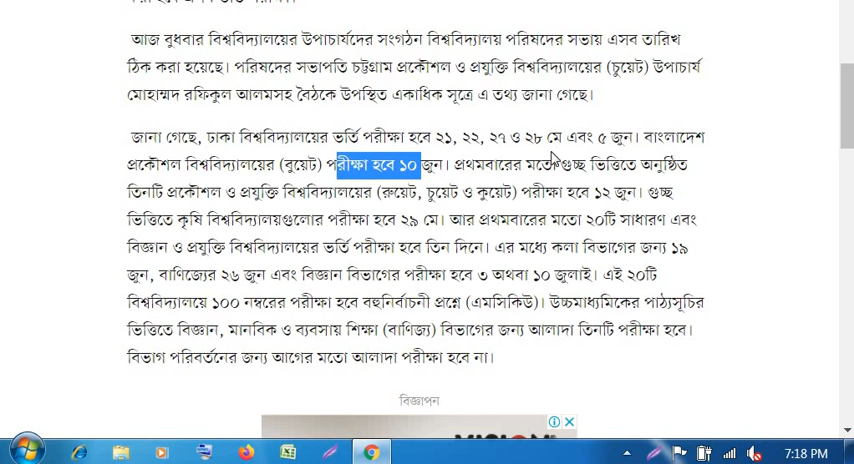 আজ বুধবার বিশ্ববিদ্যালয়ের উপাচার্যদের সংগঠন বিশ্ববিদ্যালয় পরিষদের সভায় এসব তারিখ
ঠিক করা হয়েছে। পরিষদের সভাপতি চট্টগ্রাম প্রকৌশল ও প্রযুক্তি বিশ্ববিদ্যালয়ের (চুয়েট) উপাচার্য
মোহাম্মদ রফিকুল আলমসহ বৈঠকে উপস্থিত একাধিক সূত্রে এ তথ্য জানা গেছে।
জানা গেছে, ঢাকা বিশ্ববিদ্যালয়ের ভর্তি পরীক্ষা হবে ২১, ২২, ২৭ ও ২৮ মে এবং ৫ জুন। বাংলাদেশ
প্রকৌশল বিশ্ববিদ্যালয়ের (বুয়েট) পরীক্ষা হবে ১০ জুন। প্রথমবারের মতো গুচ্ছ ভিত্তিতে অনুষ্ঠিত
তিনটি প্রকৌশল ও প্রযুক্তি বিশ্ববিদ্যালয়ের (রুয়েট, চুয়েট ও কুয়েট) পরীক্ষা হবে ১২ জুন। গুচ্ছ
ভিত্তিতে কৃষি বিশ্ববিদ্যালয়গুলোর পরীক্ষা হবে ২৯ মে। আর প্রথমবারের মতো ২০টি সাধারণ এবং
বিজ্ঞান ও প্রযুক্তি বিশ্ববিদ্যালয়ের ভর্তি পরীক্ষা হবে তিন দিনে। এর মধ্যে কলা বিভাগের জন্য ১৯
জুন, বাণিজ্যের ২৬ জুন এবং বিজ্ঞান বিভাগের পরীক্ষা হবে ৩ অথবা ১০ জুলাই। এই ২০টি
বিশ্ববিদ্যালয়ে ১০০ নম্বরের পরীক্ষা হবে বহুনির্বাচনী প্রশ্নে (এমসিকিউ)। উচ্চমাধ্যমিকের পাঠ্যসূচির
ভিত্তিতে বিজ্ঞান, মানবিক ও ব্যবসায় শিক্ষা (বাণিজ্য) বিভাগের জন্য আলাদা তিনটি পরীক্ষা হবে।
বিভাগ পরিবর্তনের জন্য আগের মতো আলাদা পরীক্ষা হবে না।
বিজ্ঞাপন
7:18 PM